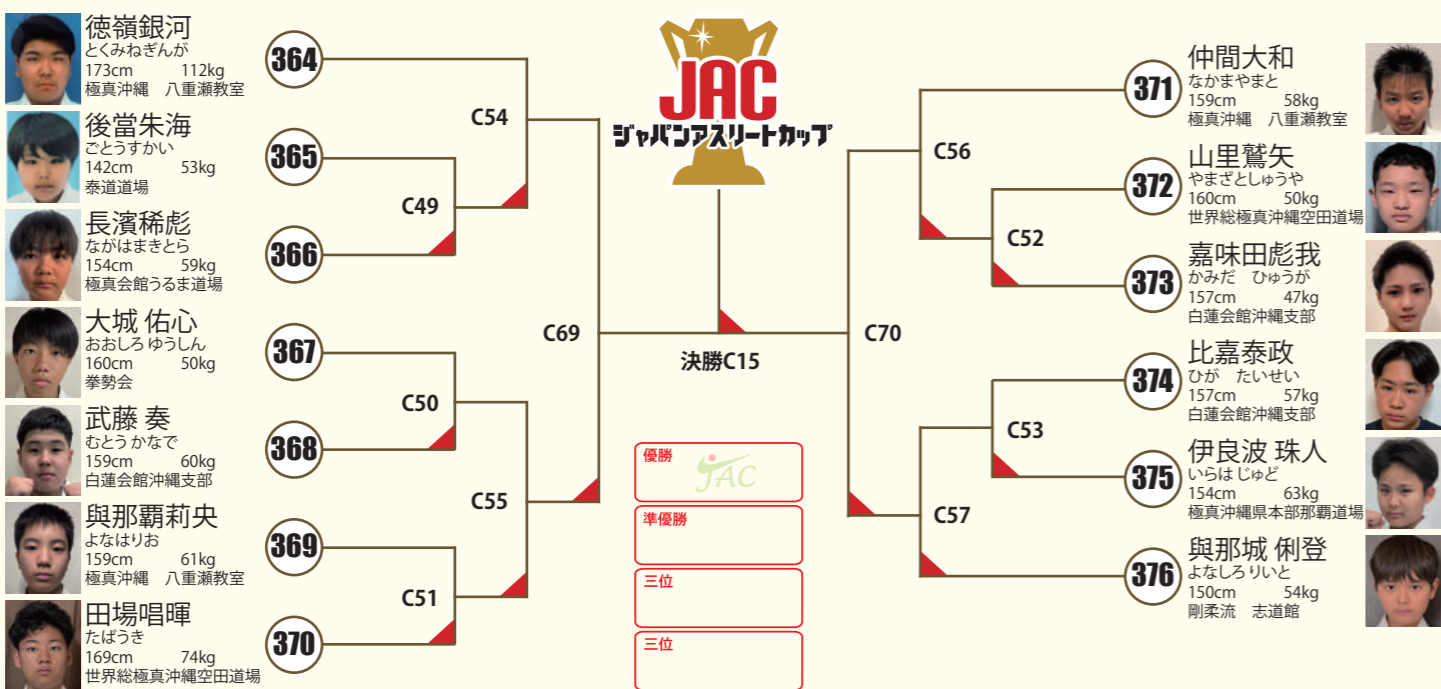 徳嶺銀河
とくみねぎんが
173cm 112kg
極真沖縄 八重瀬教室
364
後當朱海
ごとうすかい
142cm 53kg
泰道道場
365
長濱稀彪
ながはまきとら
154cm 59kg
極真会館うるま道場
366
大城 佑心
おおしろ ゆうしん
160cm 50kg
拳勢会
367
武藤 奏
むとう かなで
159cm 60kg
白蓮会館沖縄支部
368
與那覇莉央
よなはりお
159cm 61kg
極真沖縄 八重瀬教室
369
田場唱暉
たばうき
169cm 74kg
世界総極真沖縄空田道場
370
C54
C49
C69
C50
C55
C51
JAC
ジャパンアスリートカップ
決勝C15
優勝
JAC
準優勝
三位
三位
C56
C52
C70
C53
C57
371
仲間大和
なかまやまと
159cm 58kg
極真沖縄 八重瀬教室
372
山里鷲矢
やまざとしゅうや
160cm 50kg
世界総極真沖縄空田道場
373
嘉味田彪我
かみだ ひゅうが
157cm 47kg
白蓮会館沖縄支部
374
比嘉泰政
ひが たいせい
157cm 57kg
白蓮会館沖縄支部
375
伊良波 珠人
いらは じゅど
154cm 63kg
極真沖縄県本部那覇道場
376
與那城 俐登
よなしろ りいと
150cm 54kg
剛柔流 志道館